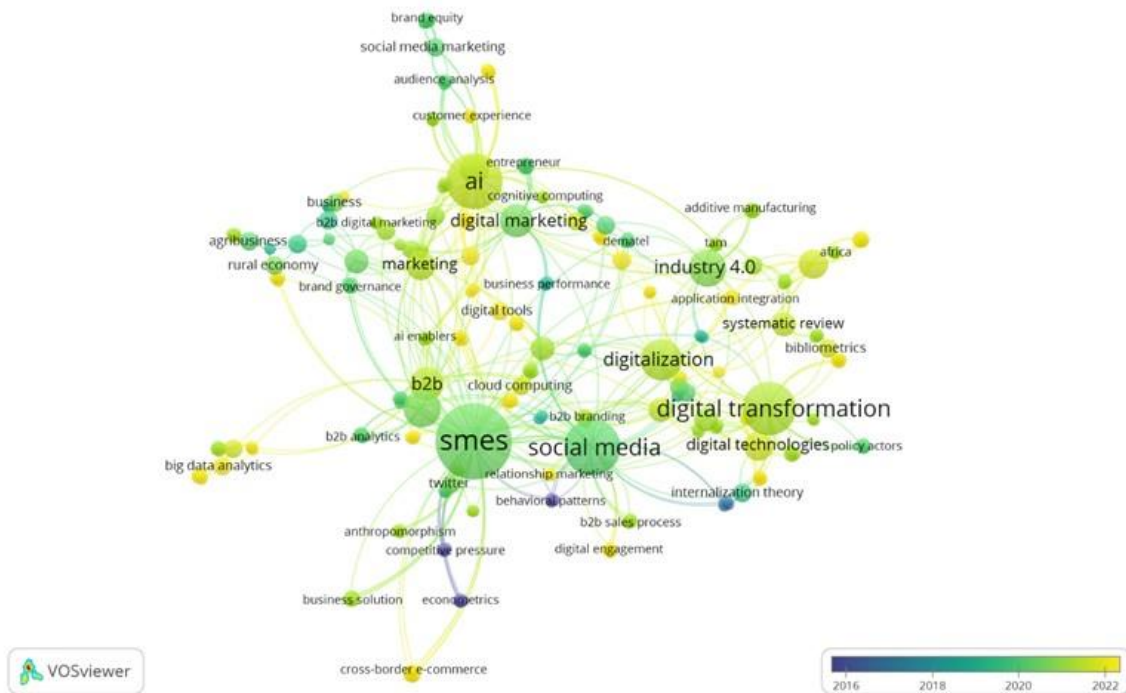 brand equity
social media marketing
audience analysis
customer experience
entrepreneur
ai
cognitive computing
business
additive manufacturing
b2b digital marketing
digital marketing
agribusiness
dematel
tam
africa
rural economy
marketing
industry 4.0
brand governance
business performance
application integration
digital tools
systematic review
ai enablers
bibliometrics
digitalization
b2b
cloud computing
digital transformation
b2b branding
b2b analytics
smes
social media
digital technologies
policy actors
big data analytics
relationship marketing
twitter
internalization theory
behavioral patterns
b2b sales process
anthropomorphism
competitive pressure
digital engagement
business solution
econometrics
cross-border e-commerce
VOSviewer
2016 2018 2020 2022